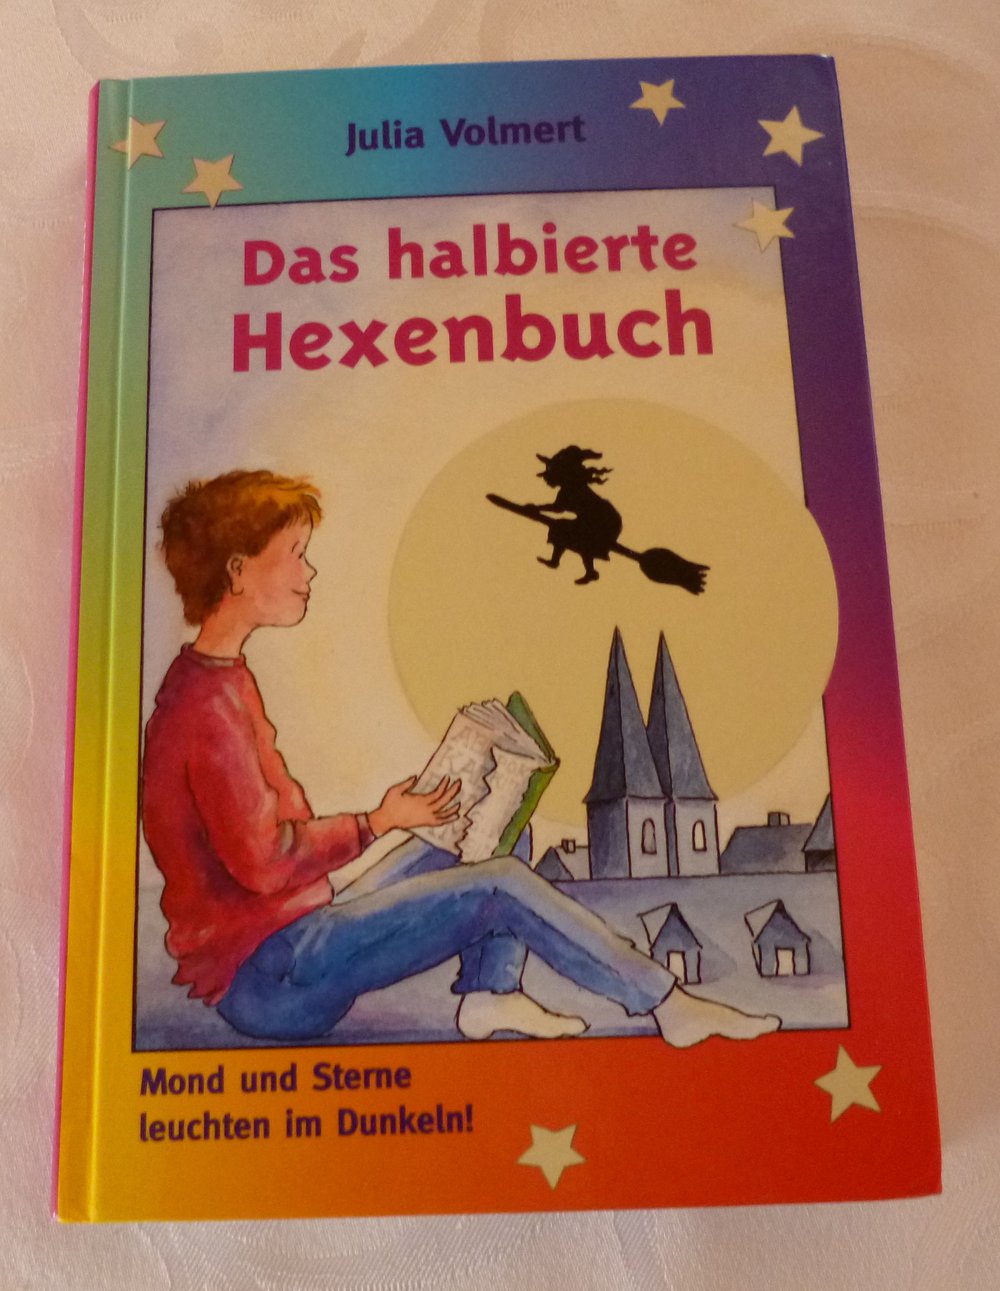 Julia Volmert
Das halbierte
Hexenbuch
Mond und Sterne
leuchten im Dunkeln!